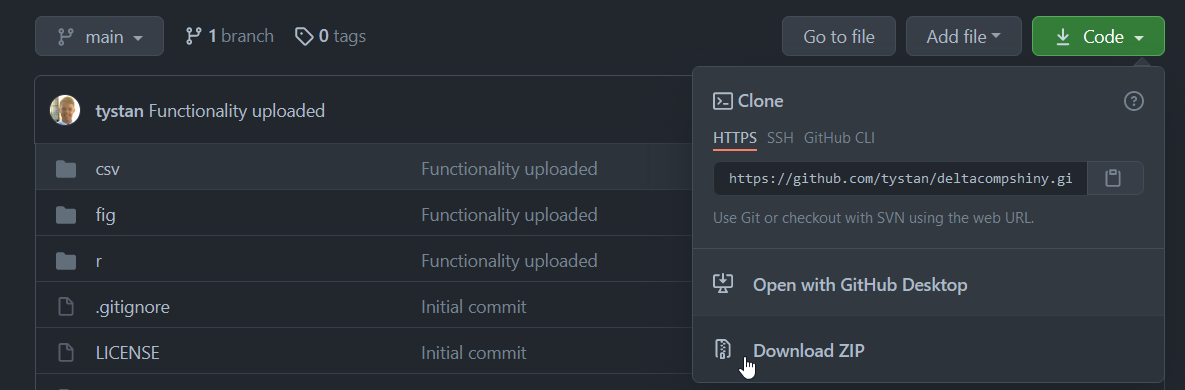 main
1 branch
0 tags
Go to file
Add file
Code
tystan Functionality uploaded
csv Functionality uploaded
fig Functionality uploaded
r Functionality uploaded
.gitignore Initial commit
LICENSE Initial commit
Clone
HTTPS SSH GitHub CLI
https://github.com/tystan/deltacompshiny.gi
Use Git or checkout with SVN using the web URL.
Open with GitHub Desktop
Download ZIP